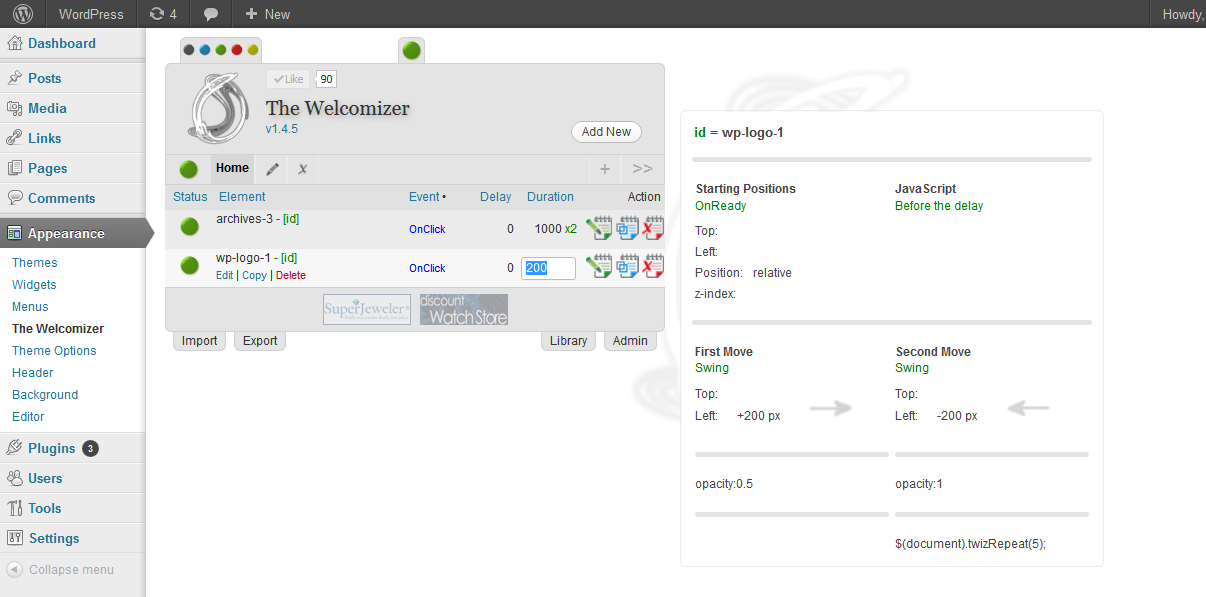 WordPress 4 + New Howdy,
Dashboard
Posts
Media
Links
Pages
Comments
Appearance
Themes
Widgets
Menus
The Welcomizer
Theme Options
Header
Background
Editor
Plugins 3
Users
Tools
Settings
Collapse menu
Like 90
The Welcomizer
v1.4.5
Add New
Home x + >>
Status Element Event • Delay Duration Action
archives-3 - [id] OnClick 0 1000 x2
wp-logo-1 - [id] OnClick 0 200
Edit | Copy | Delete
SuperJeweler
discount
Watch Store
Import Export Library Admin
id = wp-logo-1
Starting Positions JavaScript
OnReady Before the delay
Top:
Left:
Position: relative
z-index:
First Move Second Move
Swing Swing
Top: Top:
Left: +200 px Left: -200 px
opacity:0.5 opacity:1
$(document).twizRepeat(5);